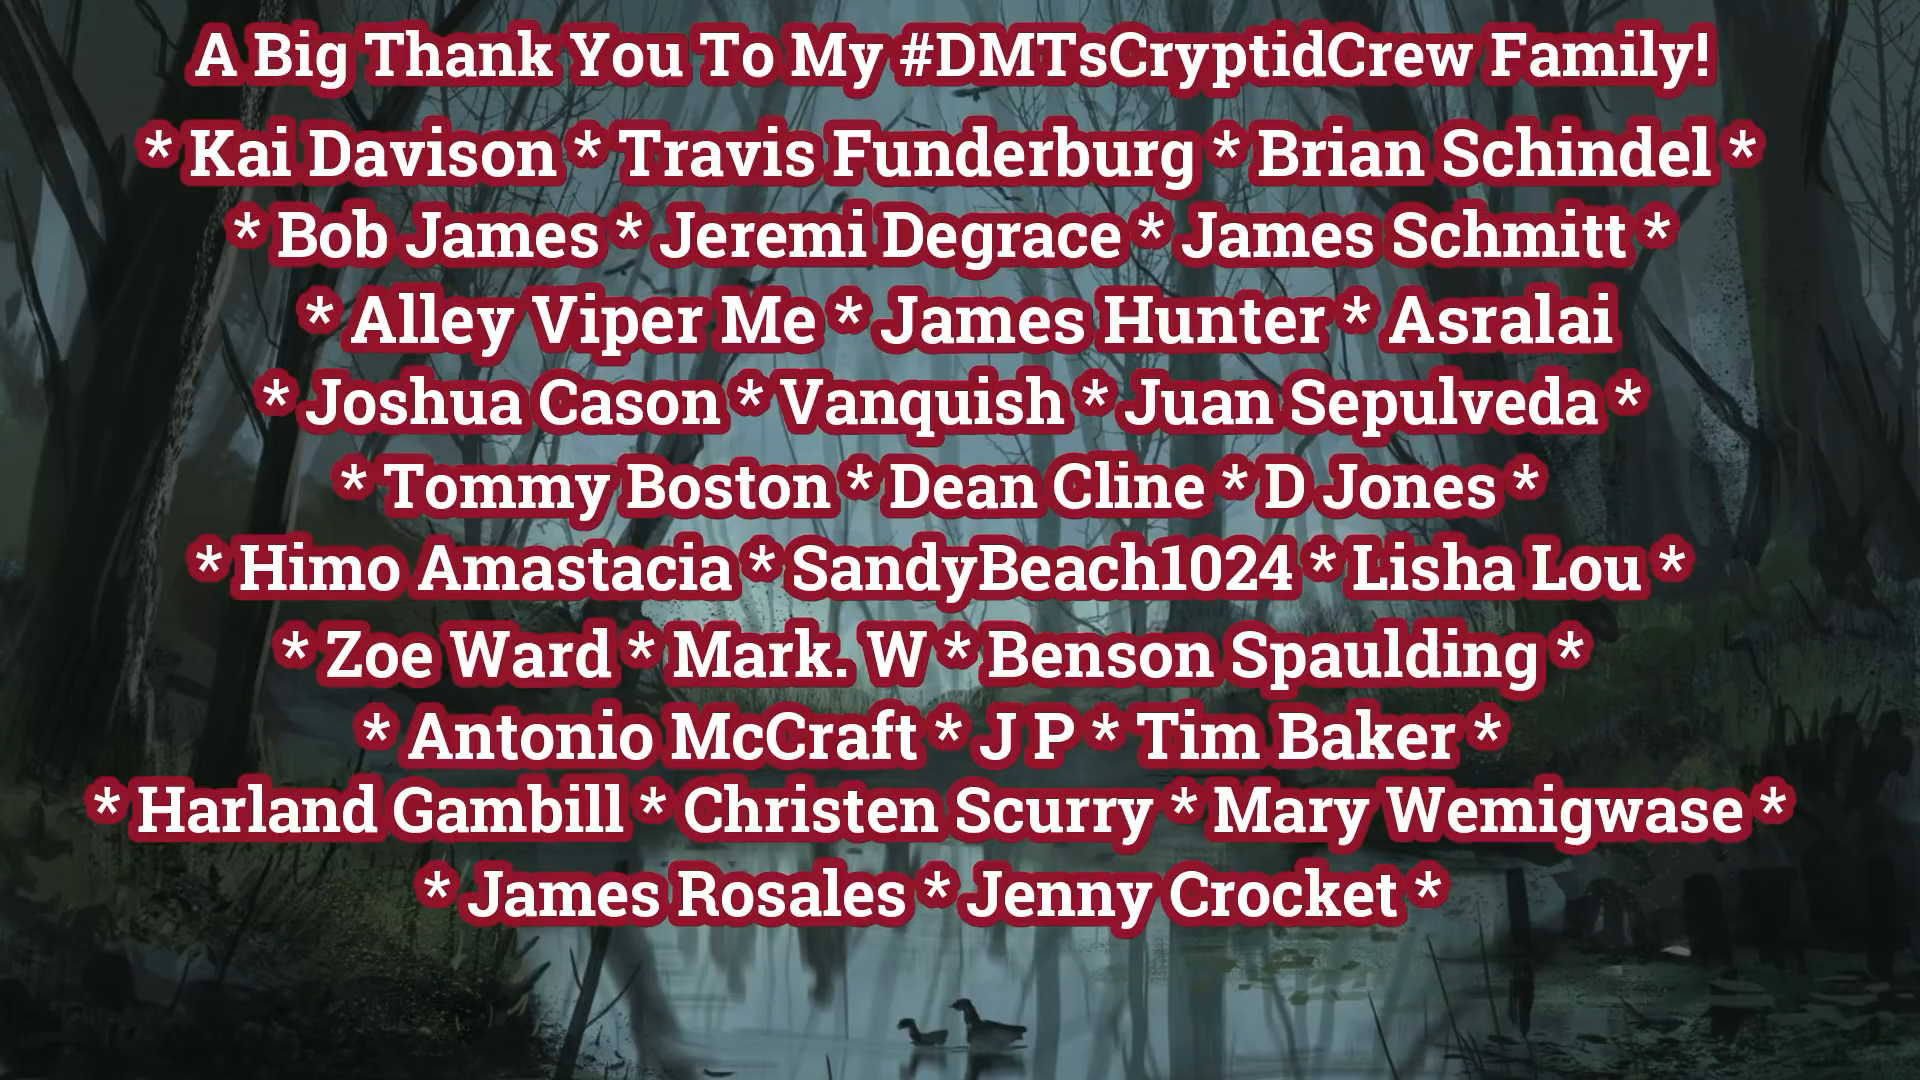 A Big Thank You To My #DMTsCryptidCrew Family!
* Kai Davison * Travis Funderburg * Brian Schindel *
* Bob James * Jeremi Degrace * James Schmitt *
* Alley Viper Me * James Hunter * Asralai
* Joshua Cason * Vanquish * Juan Sepulveda *
* Tommy Boston * Dean Cline * D Jones *
* Himo Amastacia * SandyBeach1024 * Lisha Lou *
* Zoe Ward * Mark. W * Benson Spaulding *
* Antonio McCraft * J P * Tim Baker *
* Harland Gambill * Christen Scurry * Mary Wemigwase *
* James Rosales * Jenny Crocket *